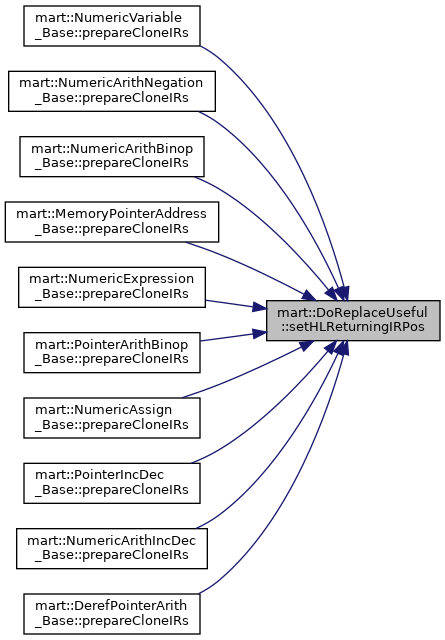 mart::NumericVariable
_Base::prepareCloneIRs
mart::NumericArithNegation
_Base::prepareCloneIRs
mart::NumericArithBinop
_Base::prepareCloneIRs
mart::MemoryPointerAddress
_Base::prepareCloneIRs
mart::NumericExpression
_Base::prepareCloneIRs
mart::DoReplaceUseful
::setHLReturningIRPos
mart::PointerArithBinop
_Base::prepareCloneIRs
mart::NumericAssign
_Base::prepareCloneIRs
mart::PointerIncDec
_Base::prepareCloneIRs
mart::NumericArithIncDec
_Base::prepareCloneIRs
mart::DerefPointerArith
_Base::prepareCloneIRs